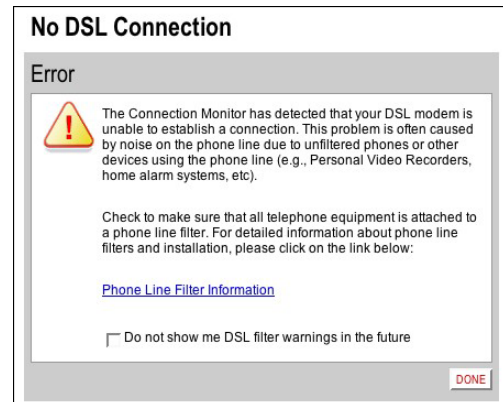 No DSL Connection
Error
The Connection Monitor has detected that your DSL modem is
unable to establish a connection. This problem is often caused
by noise on the phone line due to unfiltered phones or other
devices using the phone line (e.g., Personal Video Recorders,
home alarm systems, etc).
Check to make sure that all telephone equipment is attached to
a phone line filter. For detailed information about phone line
filters and installation, please click on the link below:
Phone Line Filter Information
Do not show me DSL filter warnings in the future
DONE